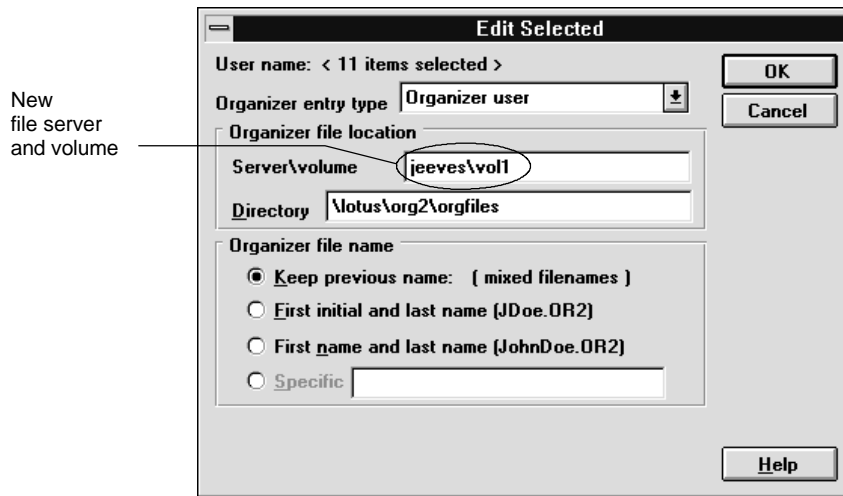 Edit Selected
User name: < 11 items selected >
OK
Organizer entry type Organizer user
Cancel
New
file server
and volume
Organizer file location
Server\volume jeeves\vol1
Directory \lotus\org2\orgfiles
Organizer file name
Keep previous name: ( mixed filenames )
First initial and last name (JDoe.OR2)
First name and last name (JohnDoe.OR2)
Specific
Help